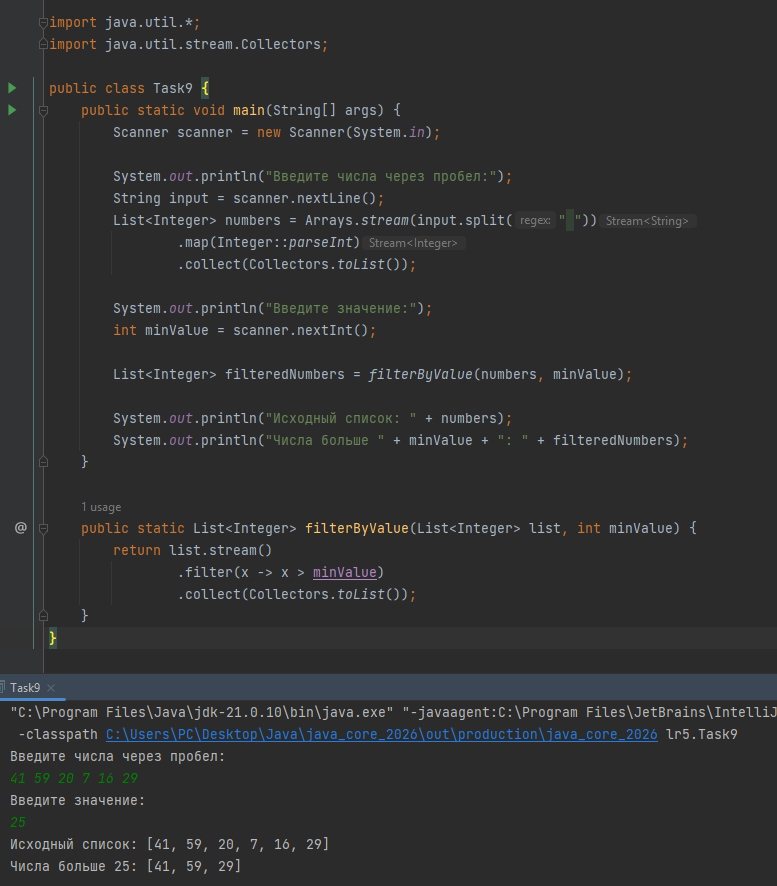 import java.util.*;
import java.util.stream.Collectors;
public class Task9 {
public static void main(String[] args) {
Scanner scanner = new Scanner(System.in);
System.out.println("Введите числа через пробел:");
String input = scanner.nextLine();
List<Integer> numbers = Arrays.stream(input.split( regex: " ")) Stream<String>
.map(Integer::parseInt) Stream<Integer>
.collect(Collectors.toList());
System.out.println("Введите значение:");
int minValue = scanner.nextInt();
List<Integer> filteredNumbers = filterByValue(numbers, minValue);
System.out.println("Исходный список: " + numbers);
System.out.println("Числа больше " + minValue + ": " + filteredNumbers);
}
1 usage
@ public static List<Integer> filterByValue(List<Integer> list, int minValue) {
return list.stream()
.filter(x -> x > minValue)
.collect(Collectors.toList());
}
}
Task9 ×
"C:\Program Files\Java\jdk-21.0.10\bin\java.exe" "-javaagent:C:\Program Files\JetBrains\IntelliJ
-classpath C:\Users\PC\Desktop\Java\java_core_2026\out\production\java_core_2026 lr5.Task9
Введите числа через пробел:
41 59 20 7 16 29
Введите значение:
25
Исходный список: [41, 59, 20, 7, 16, 29]
Числа больше 25: [41, 59, 29]